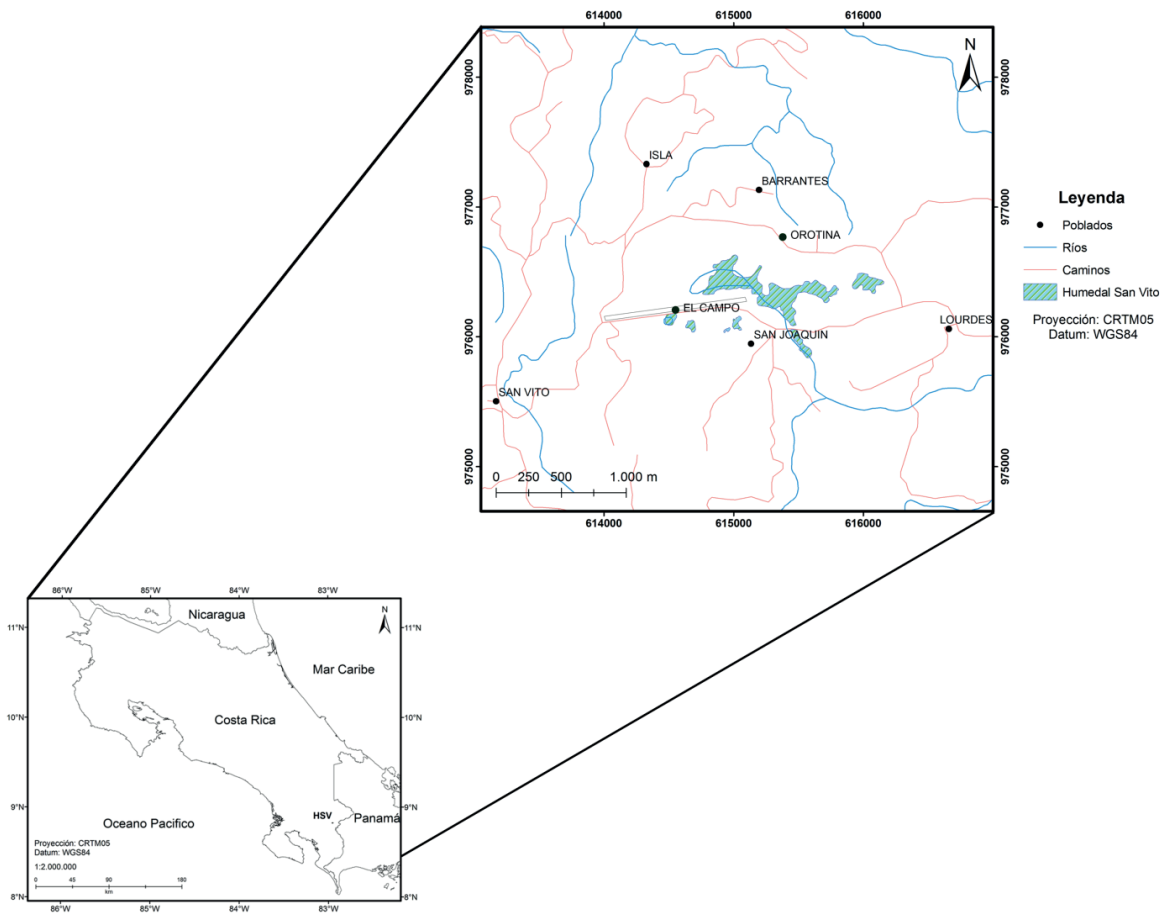 614000 615000 616000
N
978000 978000
ISLA
BARRANTES
977000 977000
OROTINA
EL CAMPO
976000 976000
LOURDES
SAN JOAQUIN
SAN VITO
975000 975000
0 250 500 1.000 m
614000 615000 616000
Leyenda
Poblados
Ríos
Caminos
Humedal San Vito
Proyección: CRTM05
Datum: WGS84
86°W 85°W 84°W 83°W
Nicaragua
N
11°N 11°N
Mar Caribe
10°N 10°N
Costa Rica
9°N 9°N
HSV
Panamá
Oceano Pacifico
Proyección: CRTM05
Datum: WGS84
1:2.000.000
0 45 90 180
km
8°N 8°N
86°W 85°W 84°W 83°W